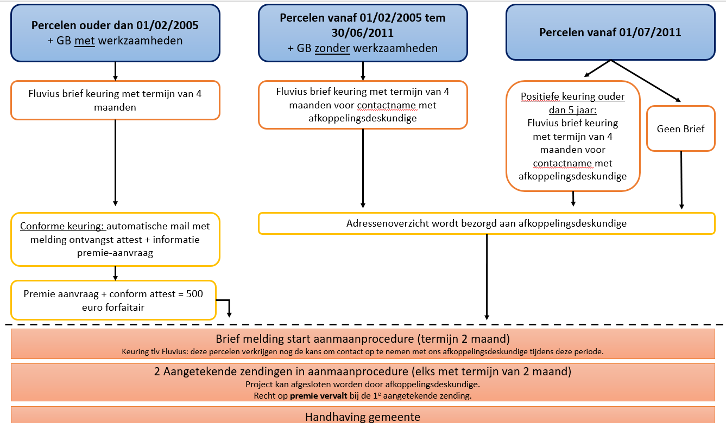 Percelen ouder dan 01/02/2005
+ GB met werkzaamheden
Percelen vanaf 01/02/2005 tem
30/06/2011
+ GB zonder werkzaamheden
Percelen vanaf 01/07/2011
Fluvius brief keuring met termijn van 4
maanden
Fluvius brief keuring met termijn van 4
maanden voor contactname met
afkoppelingsdeskundige
Positiefe keuring ouder
dan 5 jaar:
Fluvius brief keuring
met termijn van 4
maanden voor
contactname met
afkoppelingsdeskundige
Geen Brief
Conforme keuring: automatische mail met
melding ontvangst attest + informatie
premie-aanvraag
Adressenoverzicht wordt bezorgd aan afkoppelingsdeskundige
Premie aanvraag + conform attest = 500
euro forfaitair
Brief melding start aanmaanprocedure (termijn 2 maand)
Keuring tlv Fluvius: deze percelen verkrijgen nog de kans om contact op te nemen met ons afkoppelingsdeskundige tijdens deze periode.
2 Aangetekende zendingen in aanmaanprocedure (elks met termijn van 2 maand)
Project kan afgesloten worden door afkoppelingsdeskundige.
Recht op premie vervalt bij de 1e aangetekende zending.
Handhaving gemeente